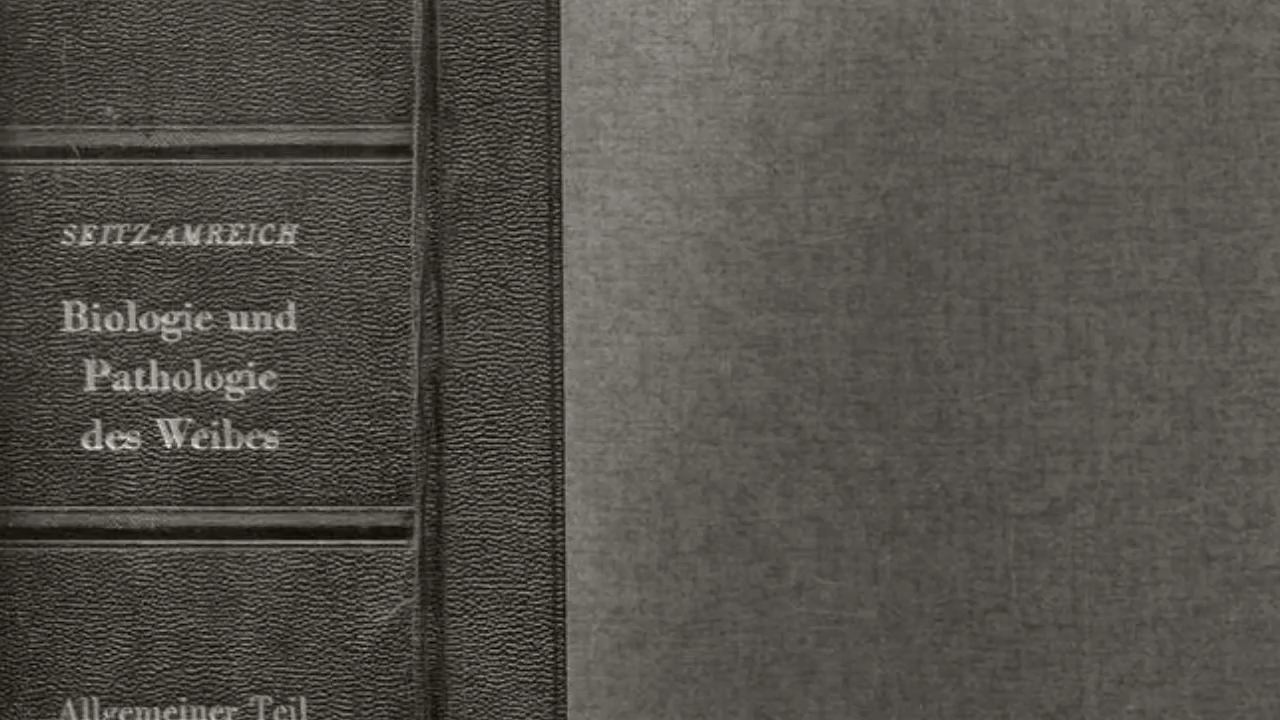 SEITZ-AMREICH
Biologie und
Pathologie
des Weibes
Allgemeiner Teil